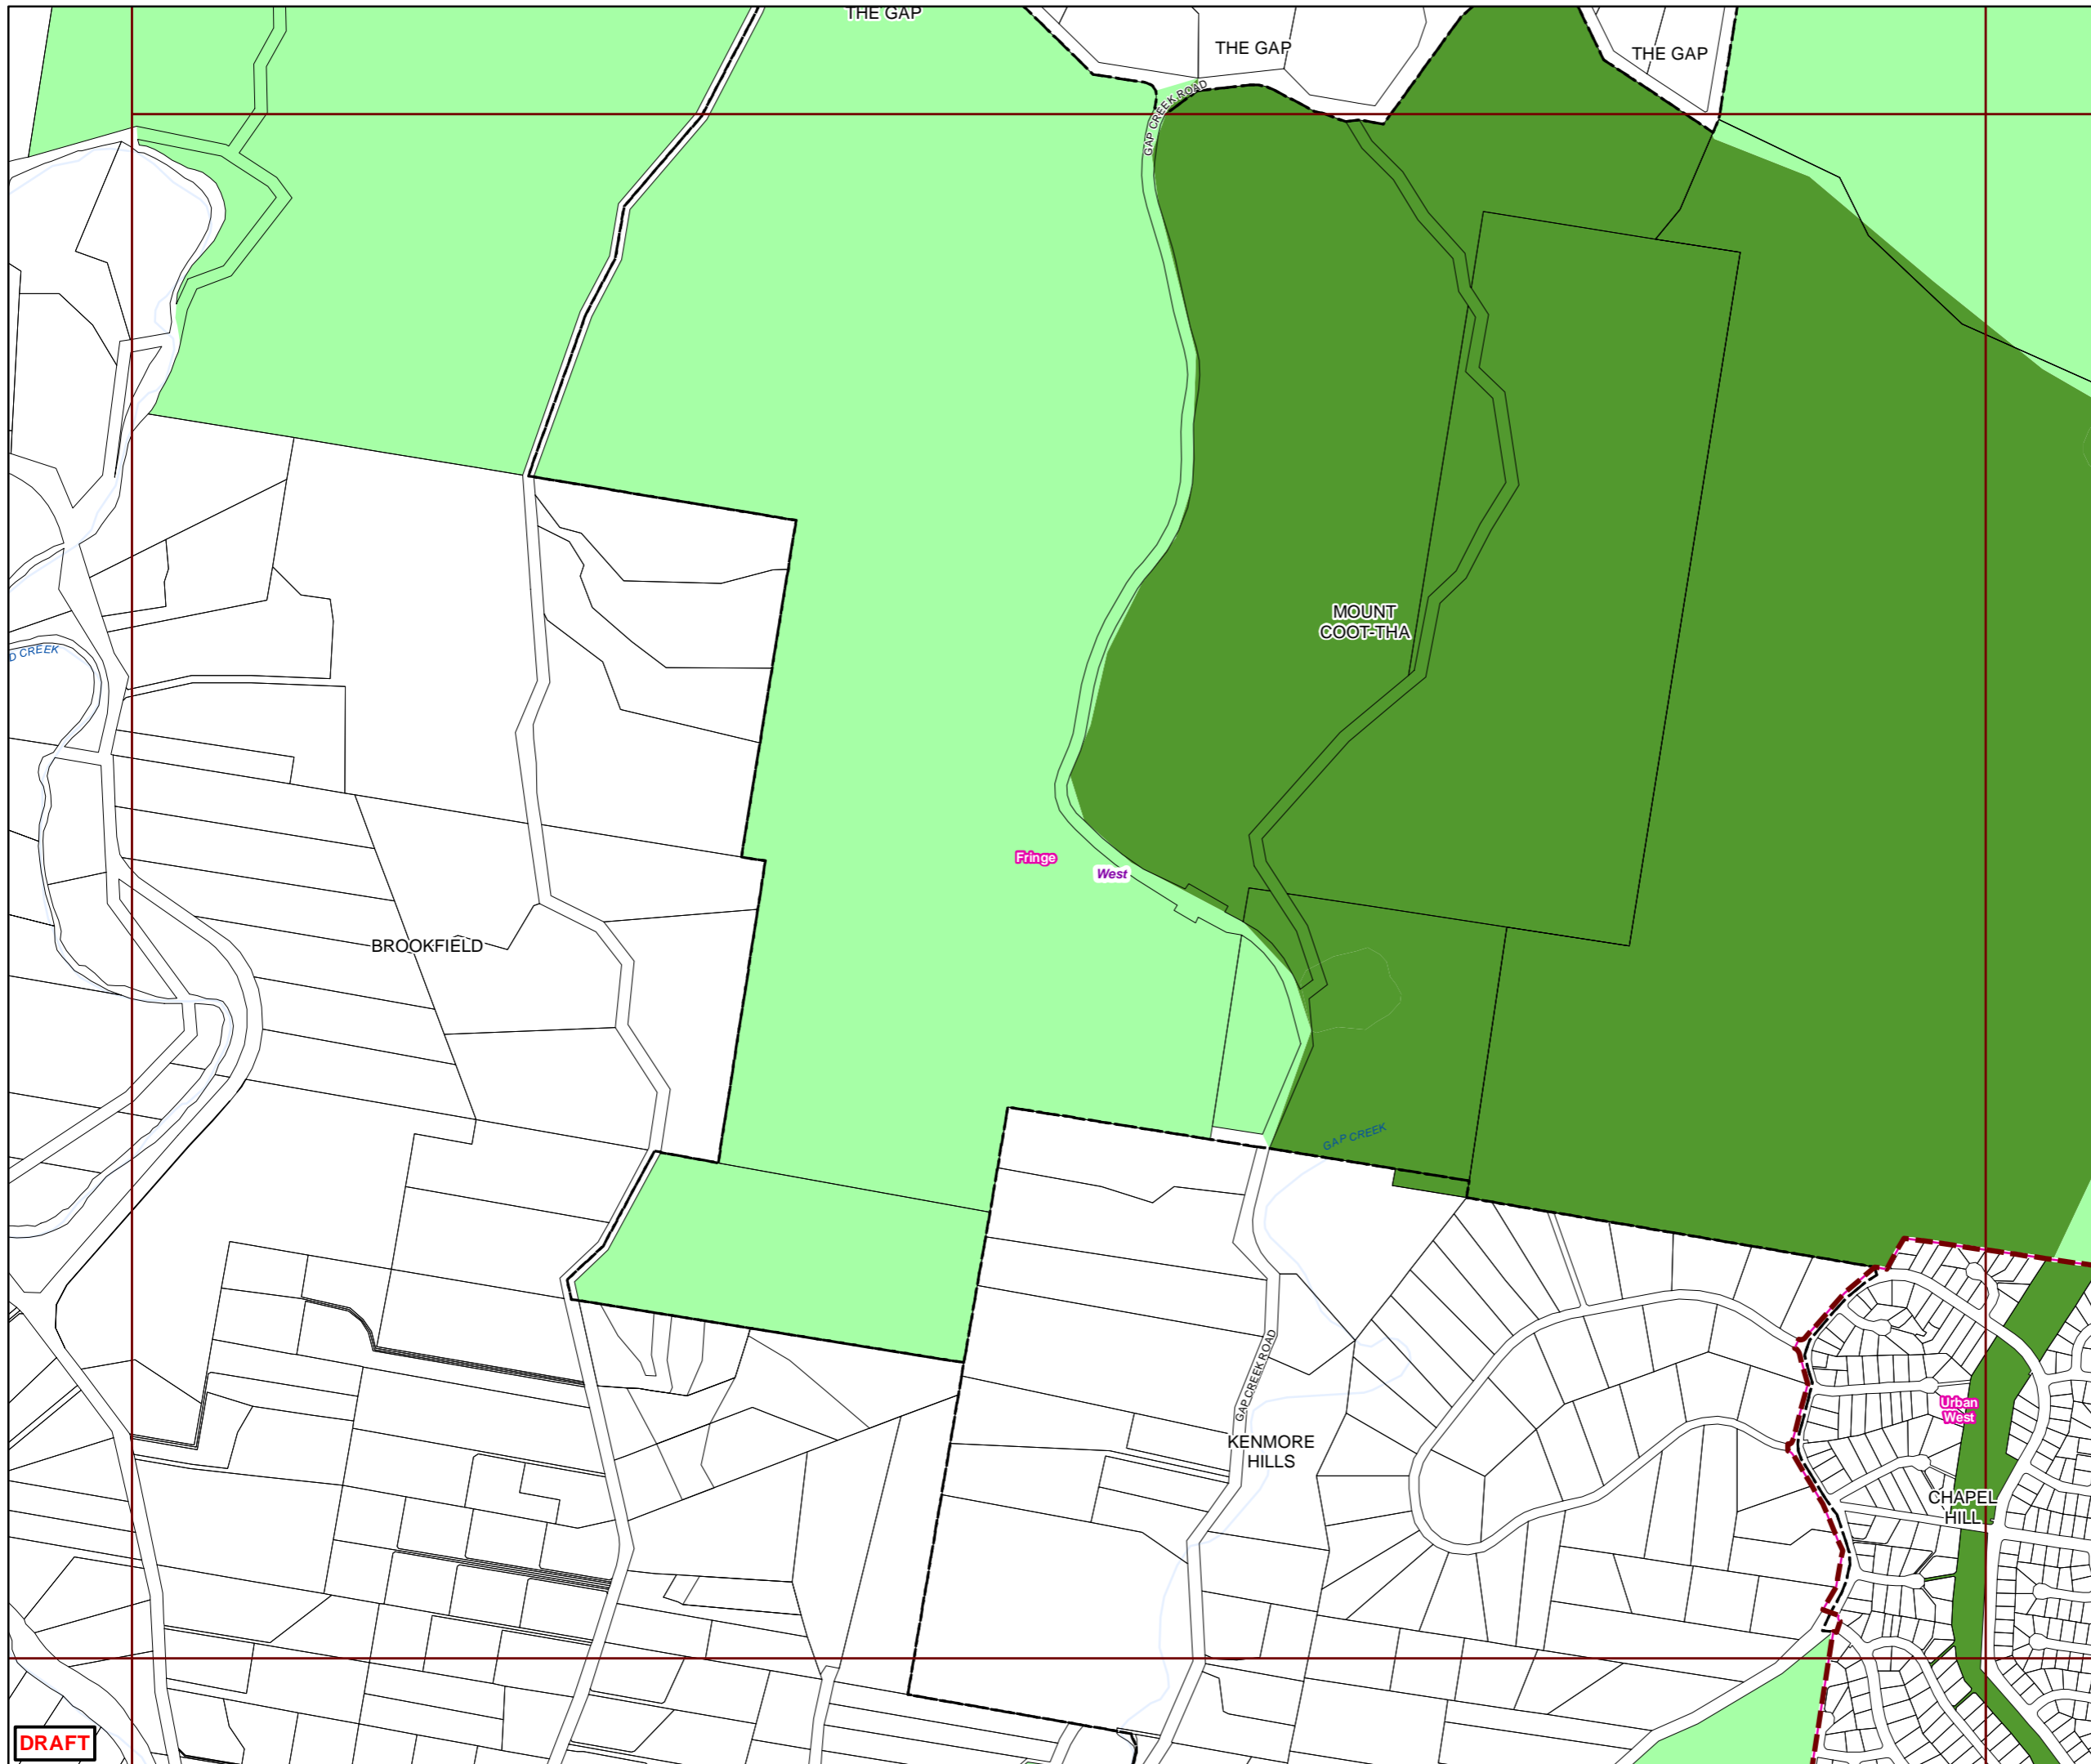 THE GAP
THE GAP
THE GAP
GAP CREEK ROAD
MOUNT
COOT-THA
D CREEK
Fringe
West
BROOKFIELD
GAP CREEK
GAP CREEK ROAD
Urban
West
KENMORE
HILLS
CHAPEL
HILL
DRAFT